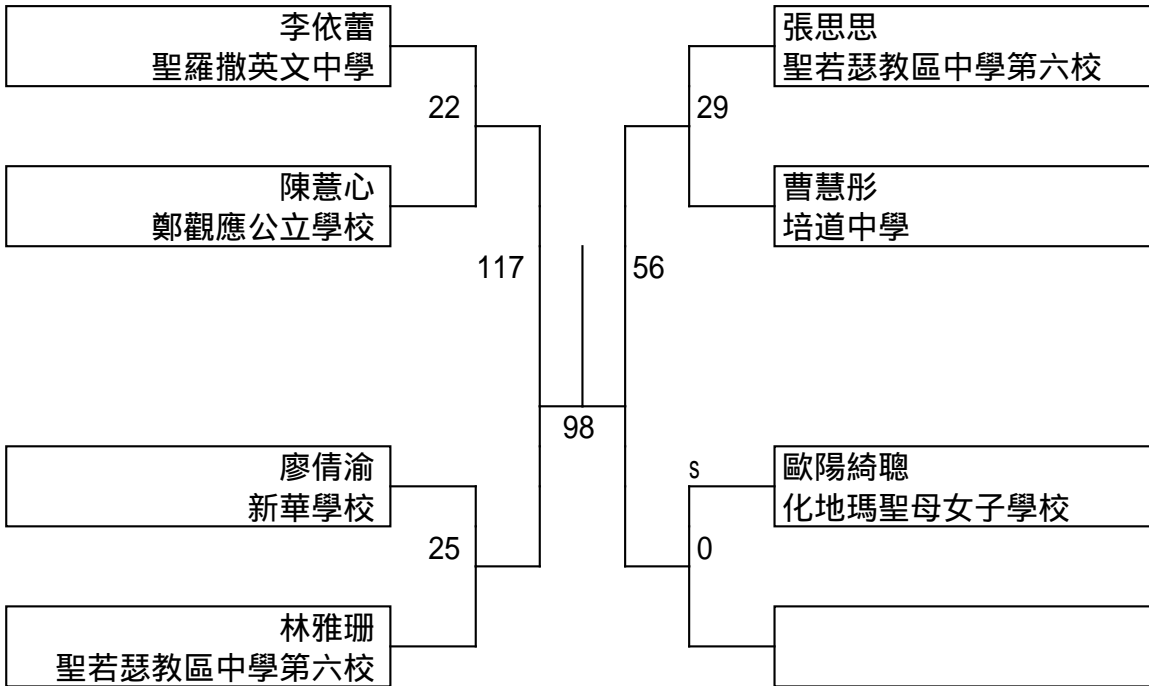 李依蕾
聖羅撒英文中學
22
陳薏心
鄭觀應公立學校
117
廖倩渝
新華學校
25
林雅珊
聖若瑟教區中學第六校
98
張思思
聖若瑟教區中學第六校
29
曹慧彤
培道中學
56
s
歐陽綺聰
化地瑪聖母女子學校
0